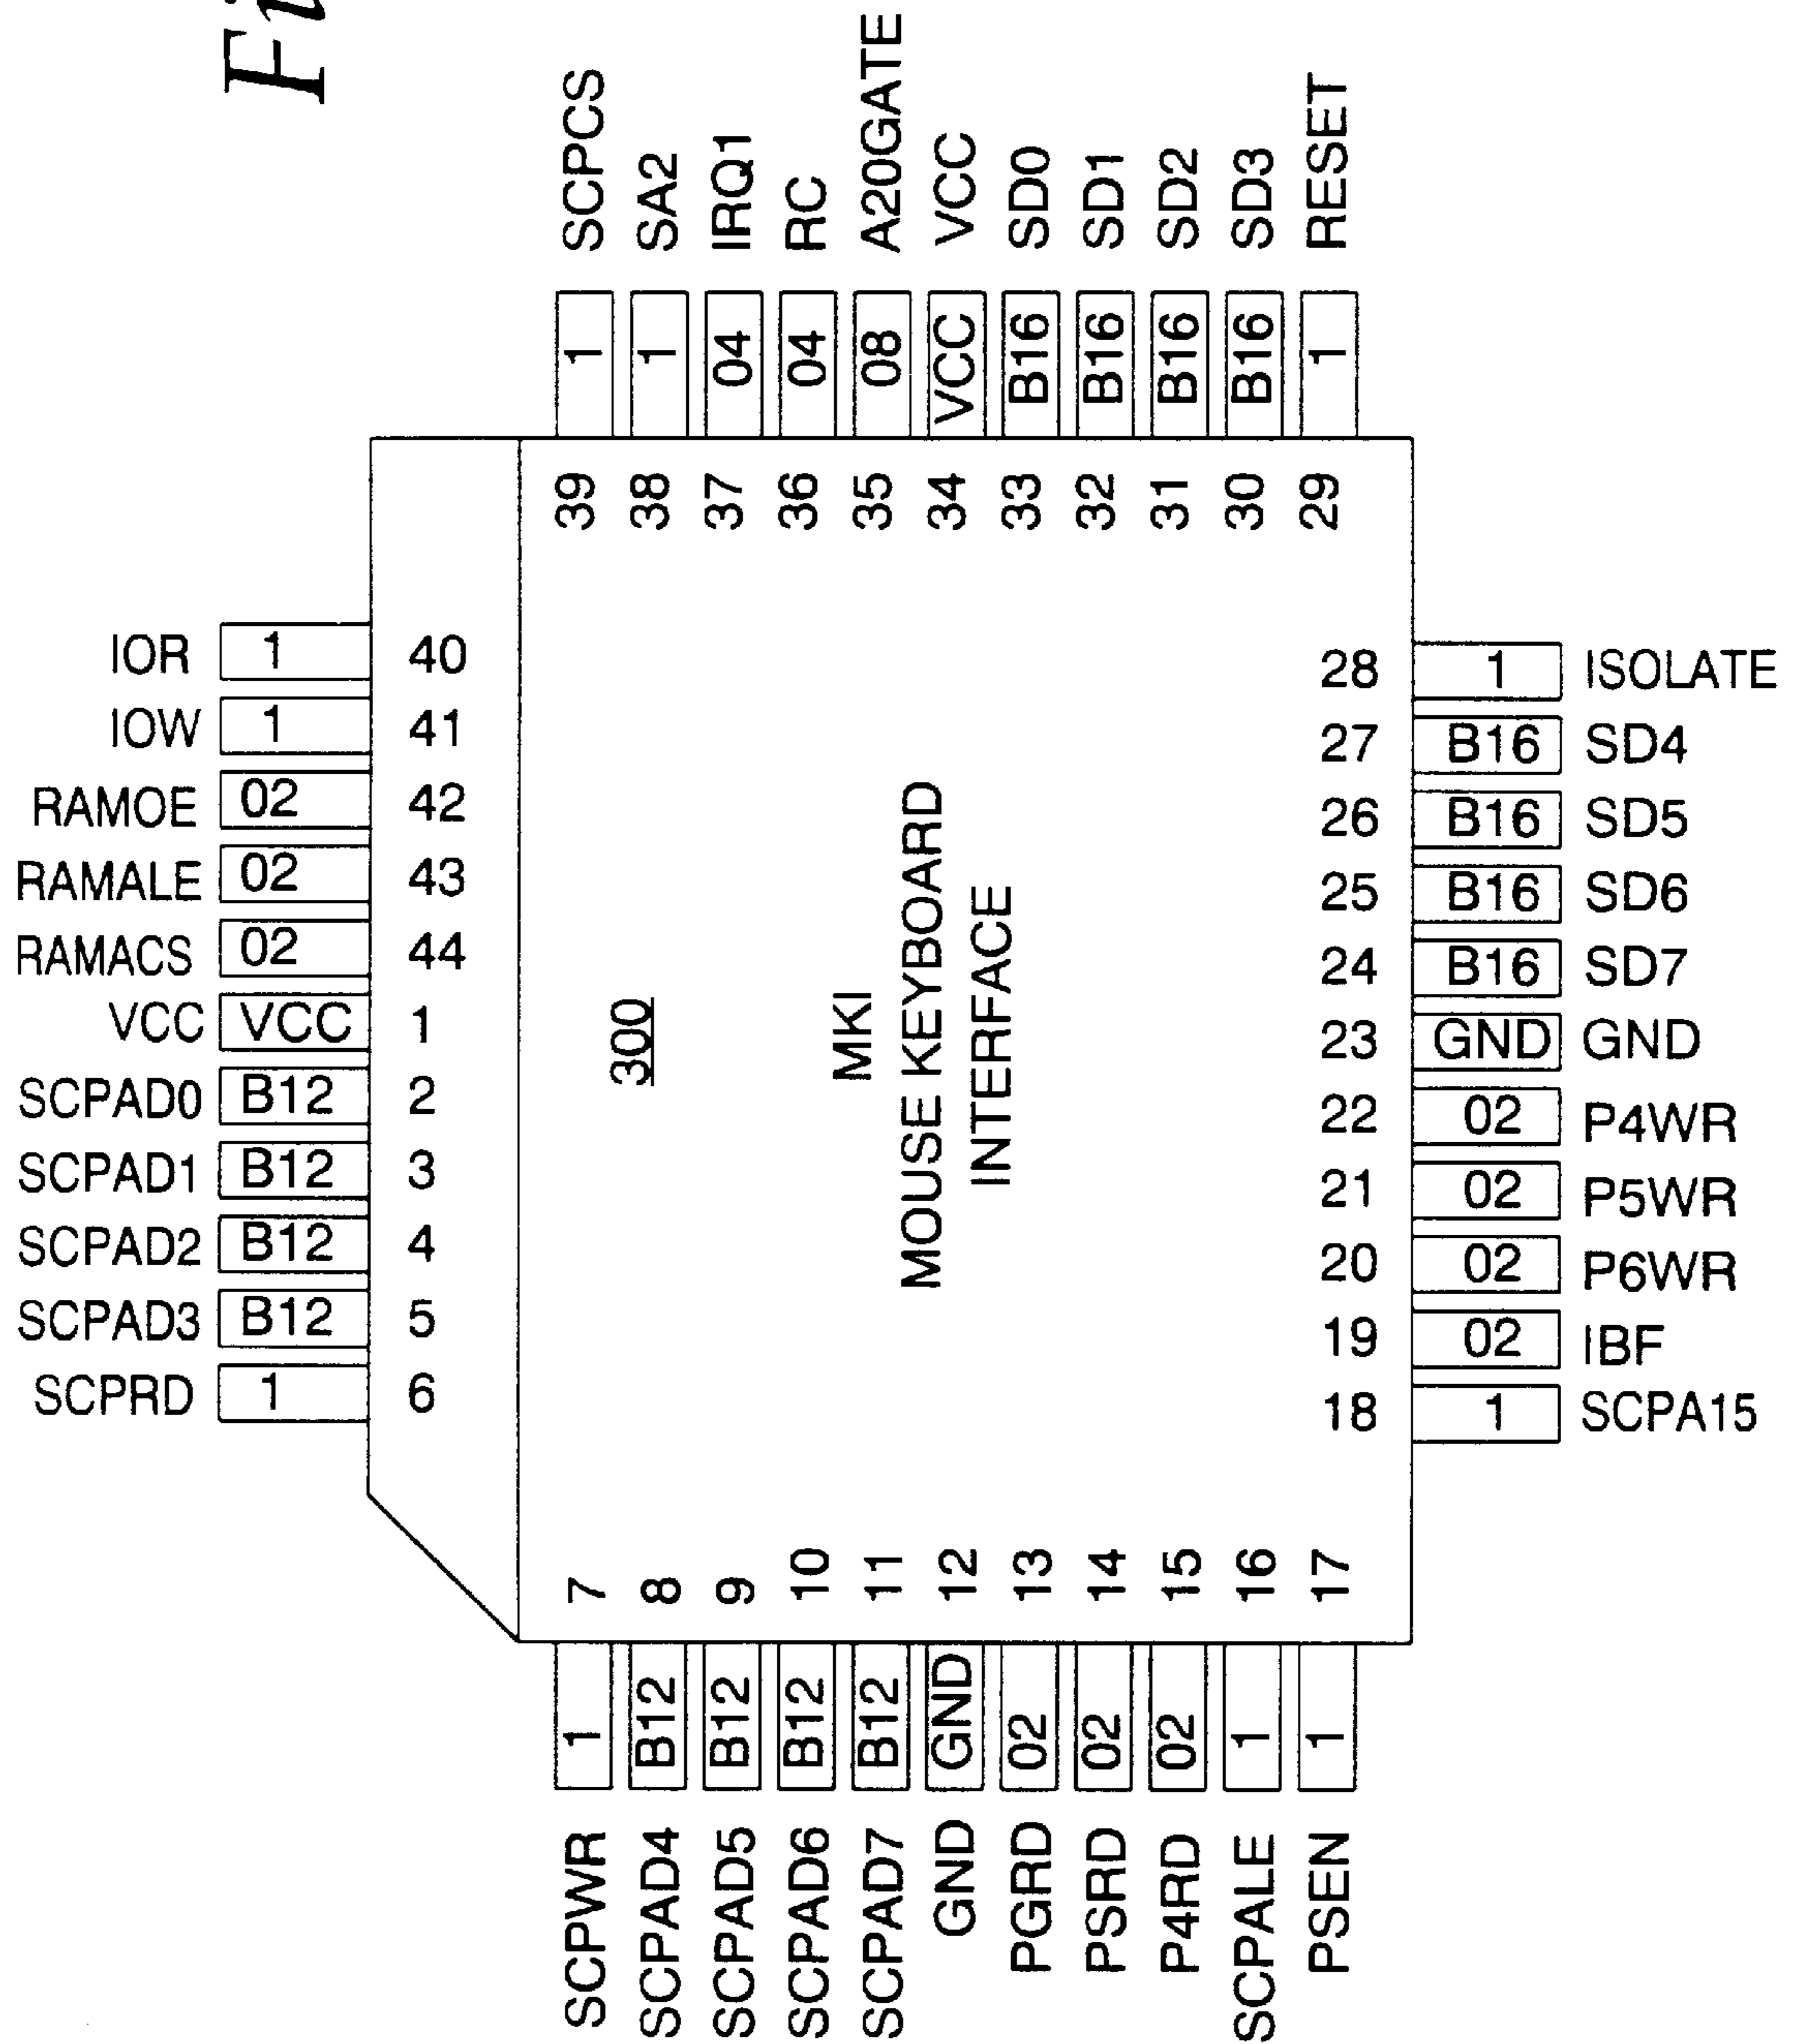 Fi
SCPCS
SA2
IRQ1
RC
A20GATE
VCC
SD0
SD1
SD2
SD3
RESET
1
1
04
04
08
VCC
B16
B16
B16
B16
1
39
38
37
36
35
34
33
32
31
30
29
IOR 1 40
IOW 1 41
RAMOE 02 42
RAMALE 02 43
RAMACS 02 44
VCC VCC 1
SCPAD0 B12 2
SCPAD1 B12 3
SCPAD2 B12 4
SCPAD3 B12 5
SCPRD 1 6
300
MKI
MOUSE KEYBOARD
INTERFACE
28 1 ISOLATE
27 B16 SD4
26 B16 SD5
25 B16 SD6
24 B16 SD7
23 GND GND
22 02 P4WR
21 02 P5WR
20 02 P6WR
19 02 IBF
18 1 SCPA15
7
8
9
10
11
12
13
14
15
16
17
1
B12
B12
B12
B12
GND
02
02
02
1
1
SCPWR
SCPAD4
SCPAD5
SCPAD6
SCPAD7
GND
PGRD
PSRD
P4RD
SCPALE
PSEN